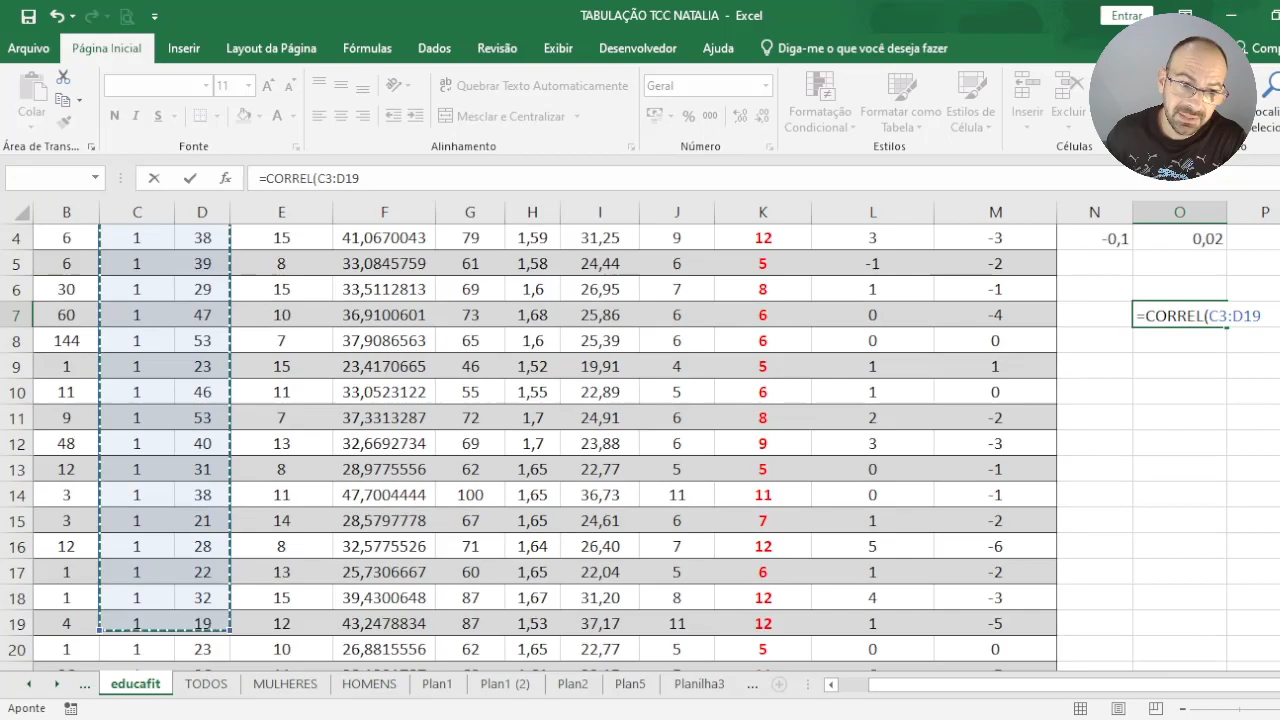 TABULAÇÃO TCC NATALIA - Excel
Entrar
Arquivo Página Inicial Inserir Layout da Página Fórmulas Dados Revisão Exibir Desenvolvedor Ajuda Diga-me o que você deseja fazer
Colar
11
A A
Quebrar Texto Automaticamente
Geral
N I S A
Mesclar e Centralizar
% 000
Formatação Condicional
Formatar como Tabela
Estilos de Célula
Inserir Excluir
Área de Trans... Fonte Alinhamento Número Estilos Células
fx =CORREL(C3:D19
B C D E F G H I J K L M N O P
4 6 1 38 15 41,0670043 79 1,59 31,25 9 12 3 -3 -0,1 0,02
5 6 1 39 8 33,0845759 61 1,58 24,44 6 5 -1 -2
6 30 1 29 15 33,5112813 69 1,6 26,95 7 8 1 -1
7 60 1 47 10 36,9100601 73 1,68 25,86 6 6 0 -4 =CORREL(C3:D19
8 144 1 53 7 37,9086563 65 1,6 25,39 6 6 0 0
9 1 1 23 15 23,4170665 46 1,52 19,91 4 5 1 1
10 11 1 46 11 33,0523122 55 1,55 22,89 5 6 1 0
11 9 1 53 7 37,3313287 72 1,7 24,91 6 8 2 -2
12 48 1 40 13 32,6692734 69 1,7 23,88 6 9 3 -3
13 12 1 31 8 28,9775556 62 1,65 22,77 5 5 0 -1
14 3 1 38 11 47,7004444 100 1,65 36,73 11 11 0 -1
15 3 1 21 14 28,5797778 67 1,65 24,61 6 7 1 -2
16 12 1 28 8 32,5775526 71 1,64 26,40 7 12 5 -6
17 1 1 22 13 25,7306667 60 1,65 22,04 5 6 1 -2
18 1 1 32 15 39,4300648 87 1,67 31,20 8 12 4 -3
19 4 1 19 12 43,2478834 87 1,53 37,17 11 12 1 -5
20 1 1 23 10 26,8815556 62 1,65 22,77 5 5 0 0
... educafit TODOS MULHERES HOMENS Plan1 Plan1 (2) Plan2 Plan5 Planilha3 ...
Aponte